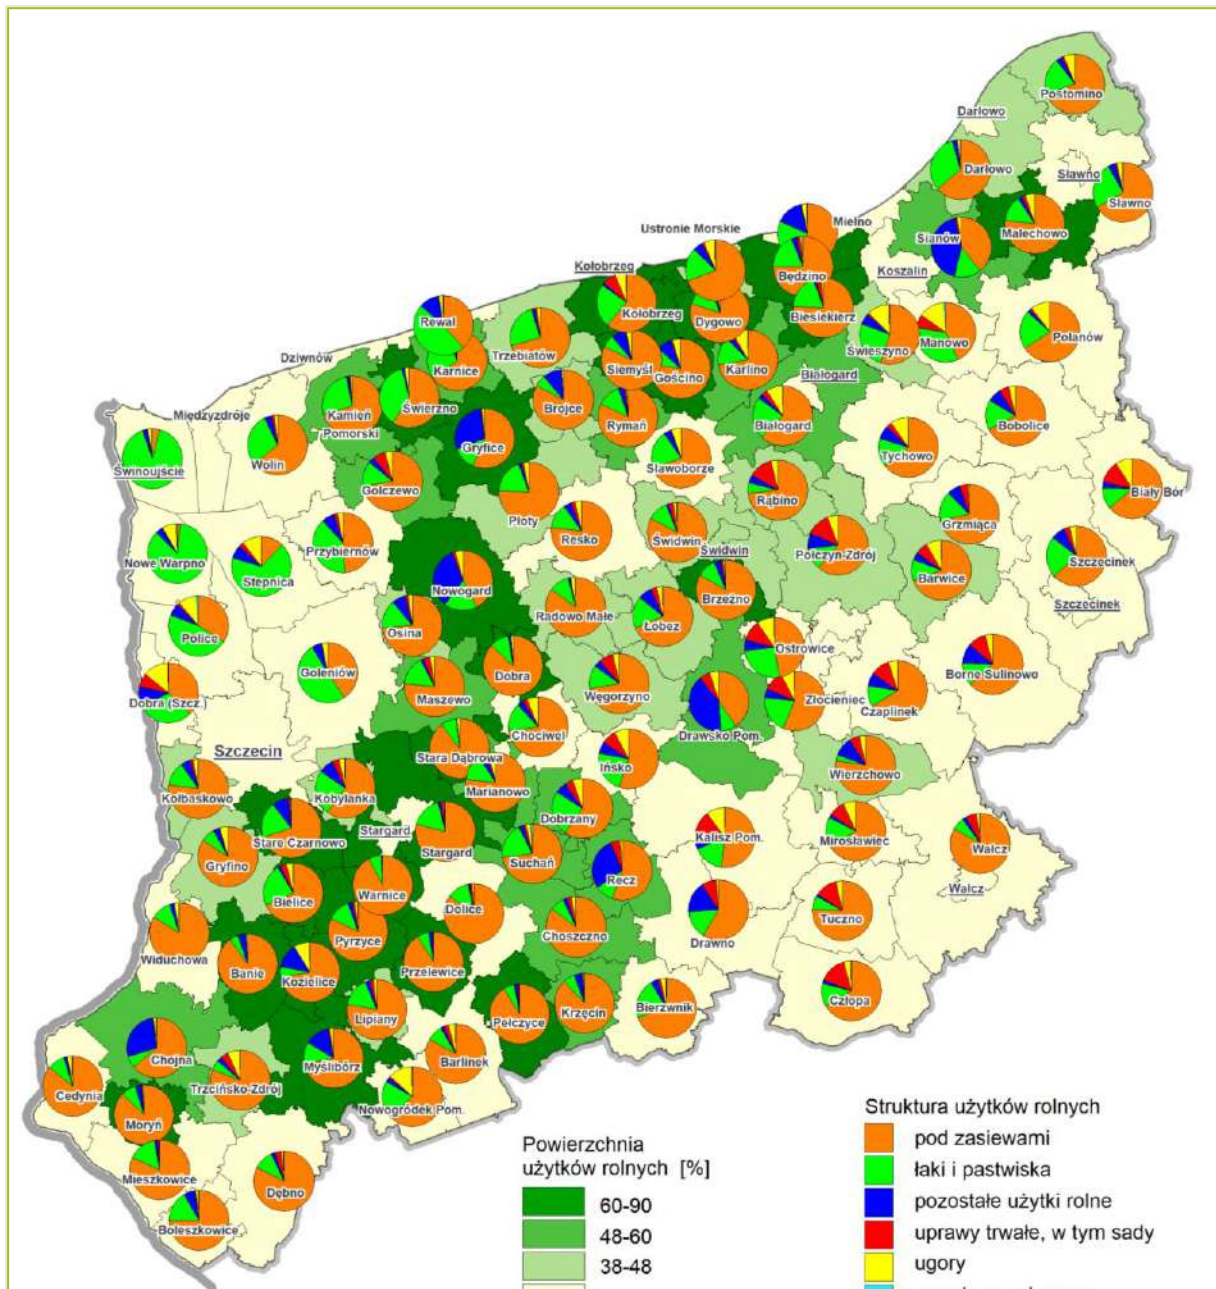 Postomino
Darłowo
Sławno
Darłowo
Sławno
Mielno
Ustronie Morskie
Malechowo
Sianów
Kołobrzeg
Będzino
Koszalin
Kołobrzeg
Dygowo
Biesiekierz
Rewal
Trzebiatów
Świeszyno
Manowo
Polanów
Dziwnów
Karnice
Siemyśl
Gościno
Karlino
Białogard
Kamień
Pomorski
Świerzno
Brojce
Rymań
Białogard
Bobolice
Międzyzdroje
Wolin
Gryfice
Sławoborze
Tychowo
Świnoujście
Golczewo
Płoty
Rąbino
Biały Bór
Grzmiąca
Resko
Świdwin
Świdwin
Połczyn-Zdrój
Barwice
Szczecinek
Szczecinek
Nowe Warpno
Stepnica
Przybiernów
Nowogard
Radowo Małe
Łobez
Brzeżno
Police
Osina
Ostrowice
Goleniów
Dobra
Węgorzyno
Borne Sulinowo
Dobra (Szcz.)
Maszewo
Złocieniec
Czaplinek
Chociwel
Drawsko Pom.
Szczecin
Stara Dąbrowa
Ińsko
Wierzchowo
Kołbaskowo
Kobylanka
Marianowo
Dobrzany
Stare Czarnowo
Stargard
Stargard
Kalisz Pom.
Mirosławiec
Wałcz
Gryfino
Suchań
Recz
Wałcz
Bielice
Warnice
Dolice
Tuczno
Widuchowa
Pyrzyce
Choszczno
Drawno
Banie
Kozielice
Przelewice
Człopa
Lipiany
Pełczyce
Krzęcin
Bierzwnik
Chojna
Myślibórz
Barlinek
Cedynia
Trzcińsko-Zdrój
Nowogródek Pom.
Moryń
Mieszkowice
Dębno
Boleszkowice
Powierzchnia
użytków rolnych [%]
60-90
48-60
38-48
Struktura użytków rolnych
pod zasiewami
łaki i pastwiska
pozostałe użytki rolne
uprawy trwałe, w tym sady
ugory